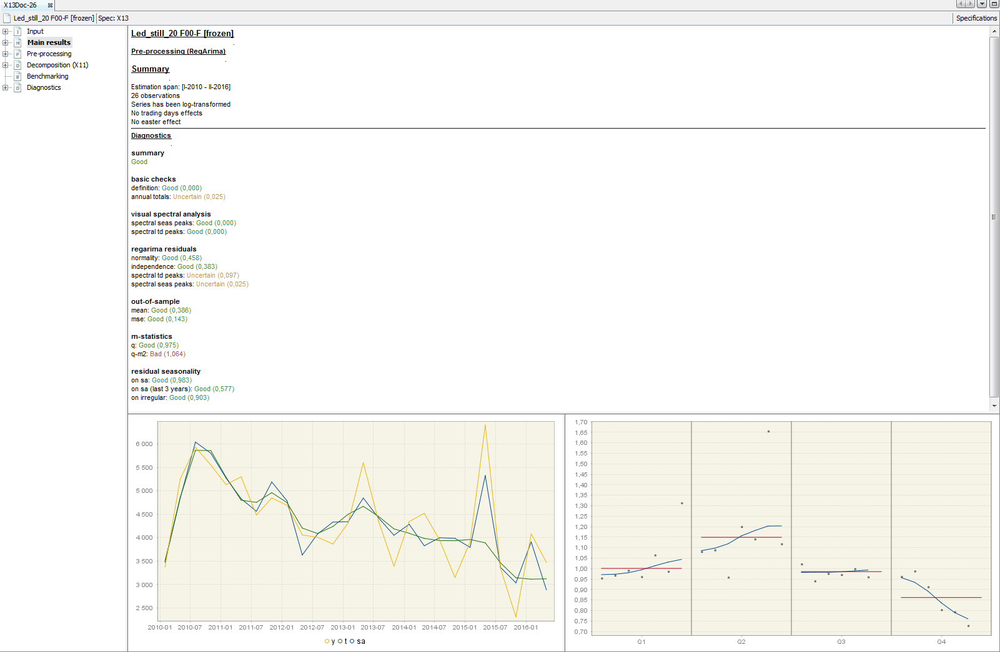 X13Doc-26
Led_still_20 F00-F [frozen] Spec: X13
Specifications
Input
Main results
Pre-processing
Decomposition (X11)
Benchmarking
Diagnostics
Led_still_20 F00-F [frozen]
Pre-processing (RegArima)
Summary
Estimation span: [I-2010 - II-2016]
26 observations
Series has been log-transformed
No trading days effects
No easter effect
Diagnostics
summary
Good
basic checks
definition: Good (0,000)
annual totals: Uncertain (0,025)
visual spectral analysis
spectral seas peaks: Good (0,000)
spectral td peaks: Good (0,000)
regarima residuals
normality: Good (0,458)
independence: Good (0,383)
spectral td peaks: Uncertain (0,097)
spectral seas peaks: Uncertain (0,025)
out-of-sample
mean: Good (0,386)
mse: Good (0,143)
m-statistics
q: Good (0,975)
q-m2: Bad (1,064)
residual seasonality
on sa: Good (0,983)
on sa (last 3 years): Good (0,577)
on irregular: Good (0,903)
6 000
5 500
5 000
4 500
4 000
3 500
3 000
2 500
2010-01 2010-07 2011-01 2011-07 2012-01 2012-07 2013-01 2013-07 2014-01 2014-07 2015-01 2015-07 2016-01
y t sa
1,70
1,65
1,60
1,55
1,50
1,45
1,40
1,35
1,30
1,25
1,20
1,15
1,10
1,05
1,00
0,95
0,90
0,85
0,80
0,75
0,70
Q1 Q2 Q3 Q4